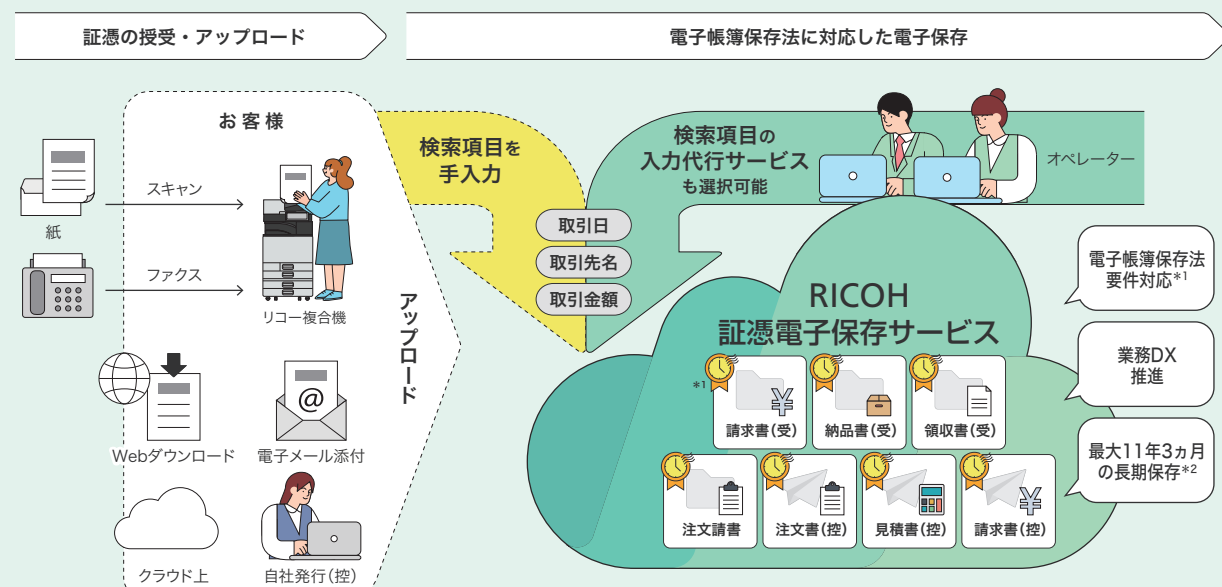 証憑の授受・アップロード
電子帳簿保存法に対応した電子保存
お客様
紙
スキャン
ファクス
リコー複合機
Webダウンロード
@
電子メール添付
クラウド上
自社発行(控)
アップロード
検索項目を
手入力
検索項目の
入力代行サービス
も選択可能
オペレーター
取引日
取引先名
取引金額
RICOH
証憑電子保存サービス
*1
¥
請求書(受)
納品書(受)
領収書(受)
注文請書
注文書(控)
見積書(控)
¥
請求書(控)
電子帳簿保存法
要件対応*1
業務DX
推進
最大11年3ヵ月
の長期保存*2